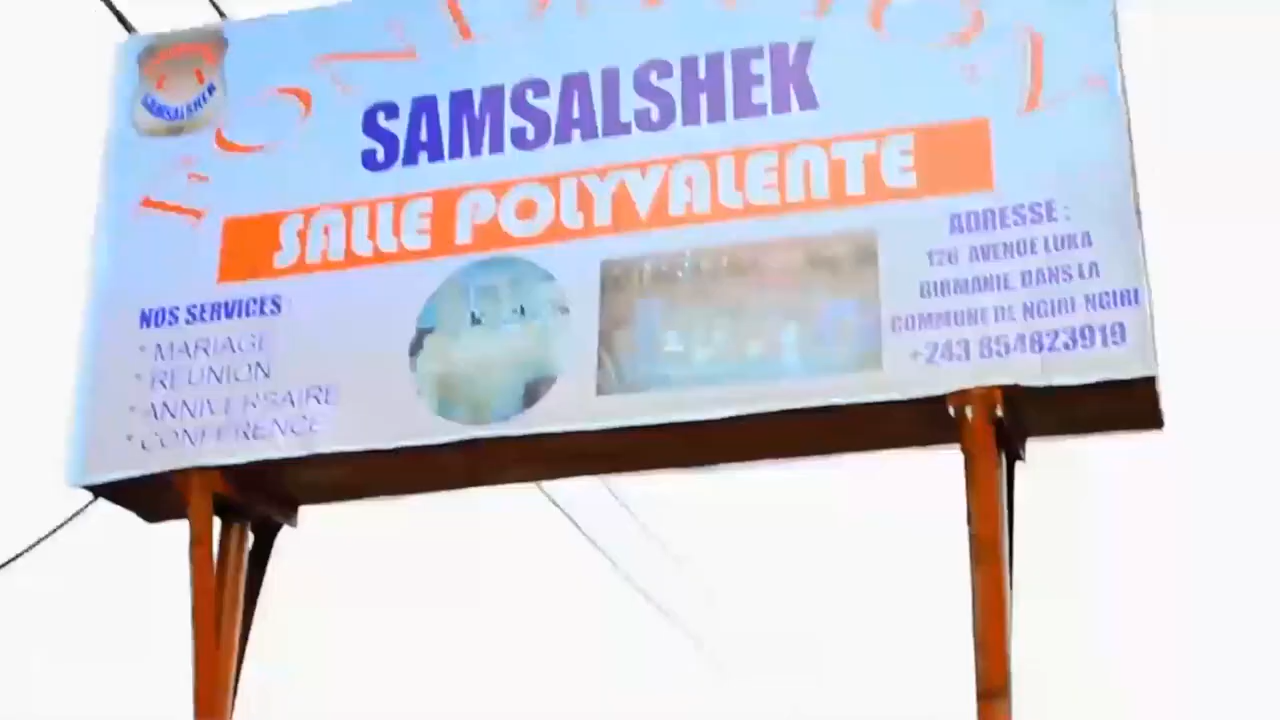 SAMSALSHEK
SAMSALSHEK
SALLE POLYVALENTE
NOS SERVICES :
* MARIAGE
* REUNION
* ANNIVERSAIRE
* CONFERENCE
ADRESSE :
126 AVENUE LUKA
BIRMANIE, DANS LA
COMMUNE DE NGIRI-NGIRI
+243 854823919